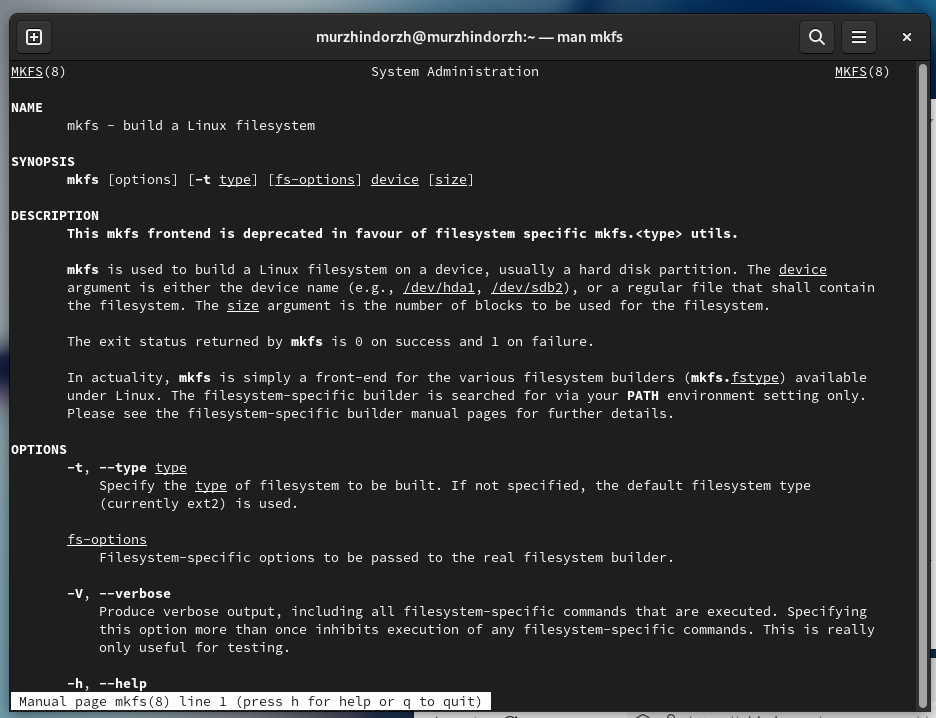 murzhindorzh@murzhindorzh:~ — man mkfs
MKFS(8) System Administration MKFS(8)
NAME
mkfs - build a Linux filesystem
SYNOPSIS
mkfs [options] [-t type] [fs-options] device [size]
DESCRIPTION
This mkfs frontend is deprecated in favour of filesystem specific mkfs.<type> utils.
mkfs is used to build a Linux filesystem on a device, usually a hard disk partition. The device
argument is either the device name (e.g., /dev/hda1, /dev/sdb2), or a regular file that shall contain
the filesystem. The size argument is the number of blocks to be used for the filesystem.
The exit status returned by mkfs is 0 on success and 1 on failure.
In actuality, mkfs is simply a front-end for the various filesystem builders (mkfs.fstype) available
under Linux. The filesystem-specific builder is searched for via your PATH environment setting only.
Please see the filesystem-specific builder manual pages for further details.
OPTIONS
-t, --type type
Specify the type of filesystem to be built. If not specified, the default filesystem type
(currently ext2) is used.
fs-options
Filesystem-specific options to be passed to the real filesystem builder.
-V, --verbose
Produce verbose output, including all filesystem-specific commands that are executed. Specifying
this option more than once inhibits execution of any filesystem-specific commands. This is really
only useful for testing.
-h, --help
Manual page mkfs(8) line 1 (press h for help or q to quit)